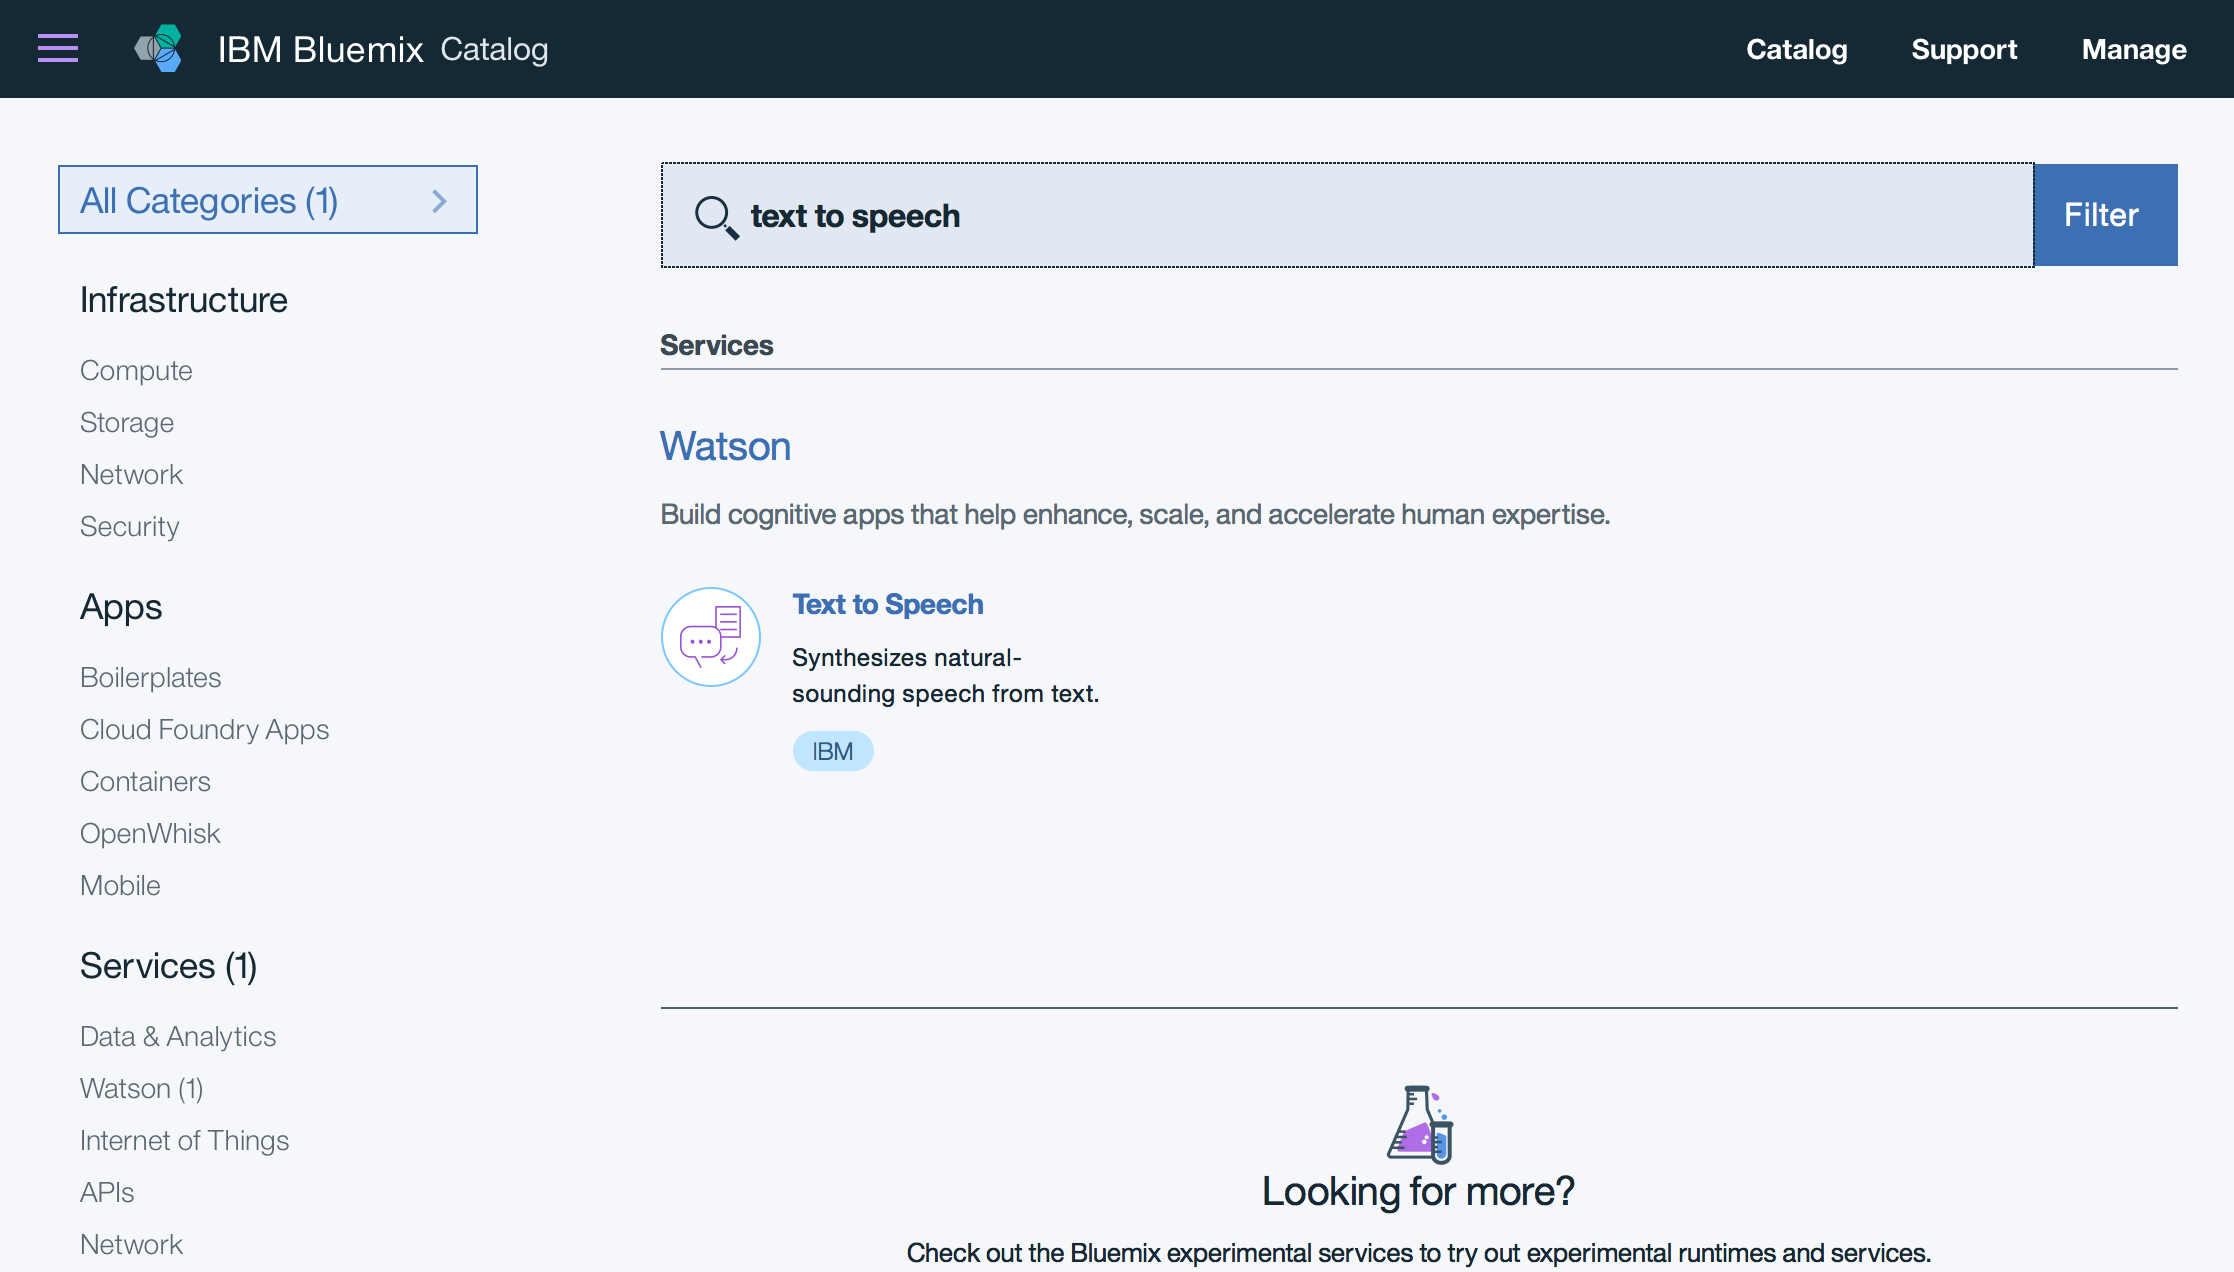 IBM Bluemix Catalog
Catalog Support Manage
All Categories (1)
Infrastructure
Compute
Storage
Network
Security
Apps
Boilerplates
Cloud Foundry Apps
Containers
OpenWhisk
Mobile
Services (1)
Data & Analytics
Watson (1)
Internet of Things
APIs
Network
text to speech
Filter
Services
Watson
Build cognitive apps that help enhance, scale, and accelerate human expertise.
Text to Speech
Synthesizes natural-
sounding speech from text.
IBM
Looking for more?
Check out the Bluemix experimental services to try out experimental runtimes and services.